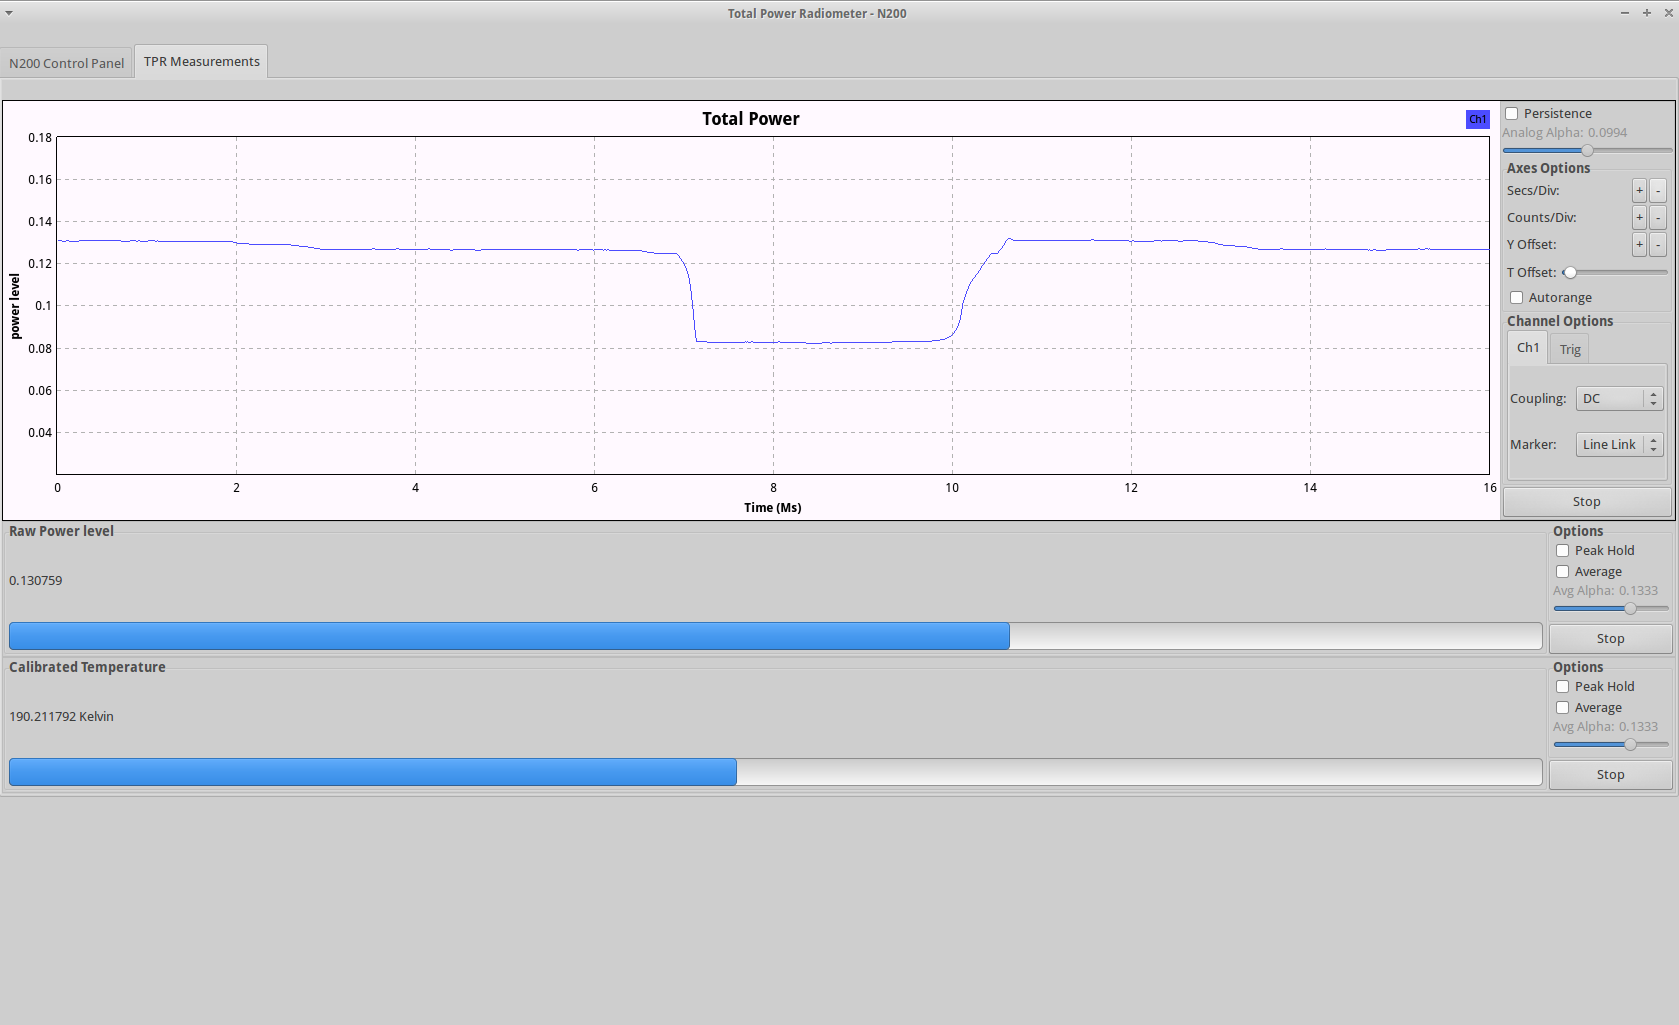 Total Power Radiometer - N200
N200 Control Panel
TPR Measurements
Total Power
Ch1
0.18
0.16
0.14
0.12
0.1
0.08
0.06
0.04
power level
0 2 4 6 8 10 12 14 16
Time (Ms)
Persistence
Analog Alpha: 0.0994
Axes Options
Secs/Div: + -
Counts/Div: + -
Y Offset: + -
T Offset:
Autorange
Channel Options
Ch1 Trig
Coupling: DC
Marker: Line Link
Stop
Raw Power level
0.130759
Options
Peak Hold
Average
Avg Alpha: 0.1333
Stop
Calibrated Temperature
190.211792 Kelvin
Options
Peak Hold
Average
Avg Alpha: 0.1333
Stop